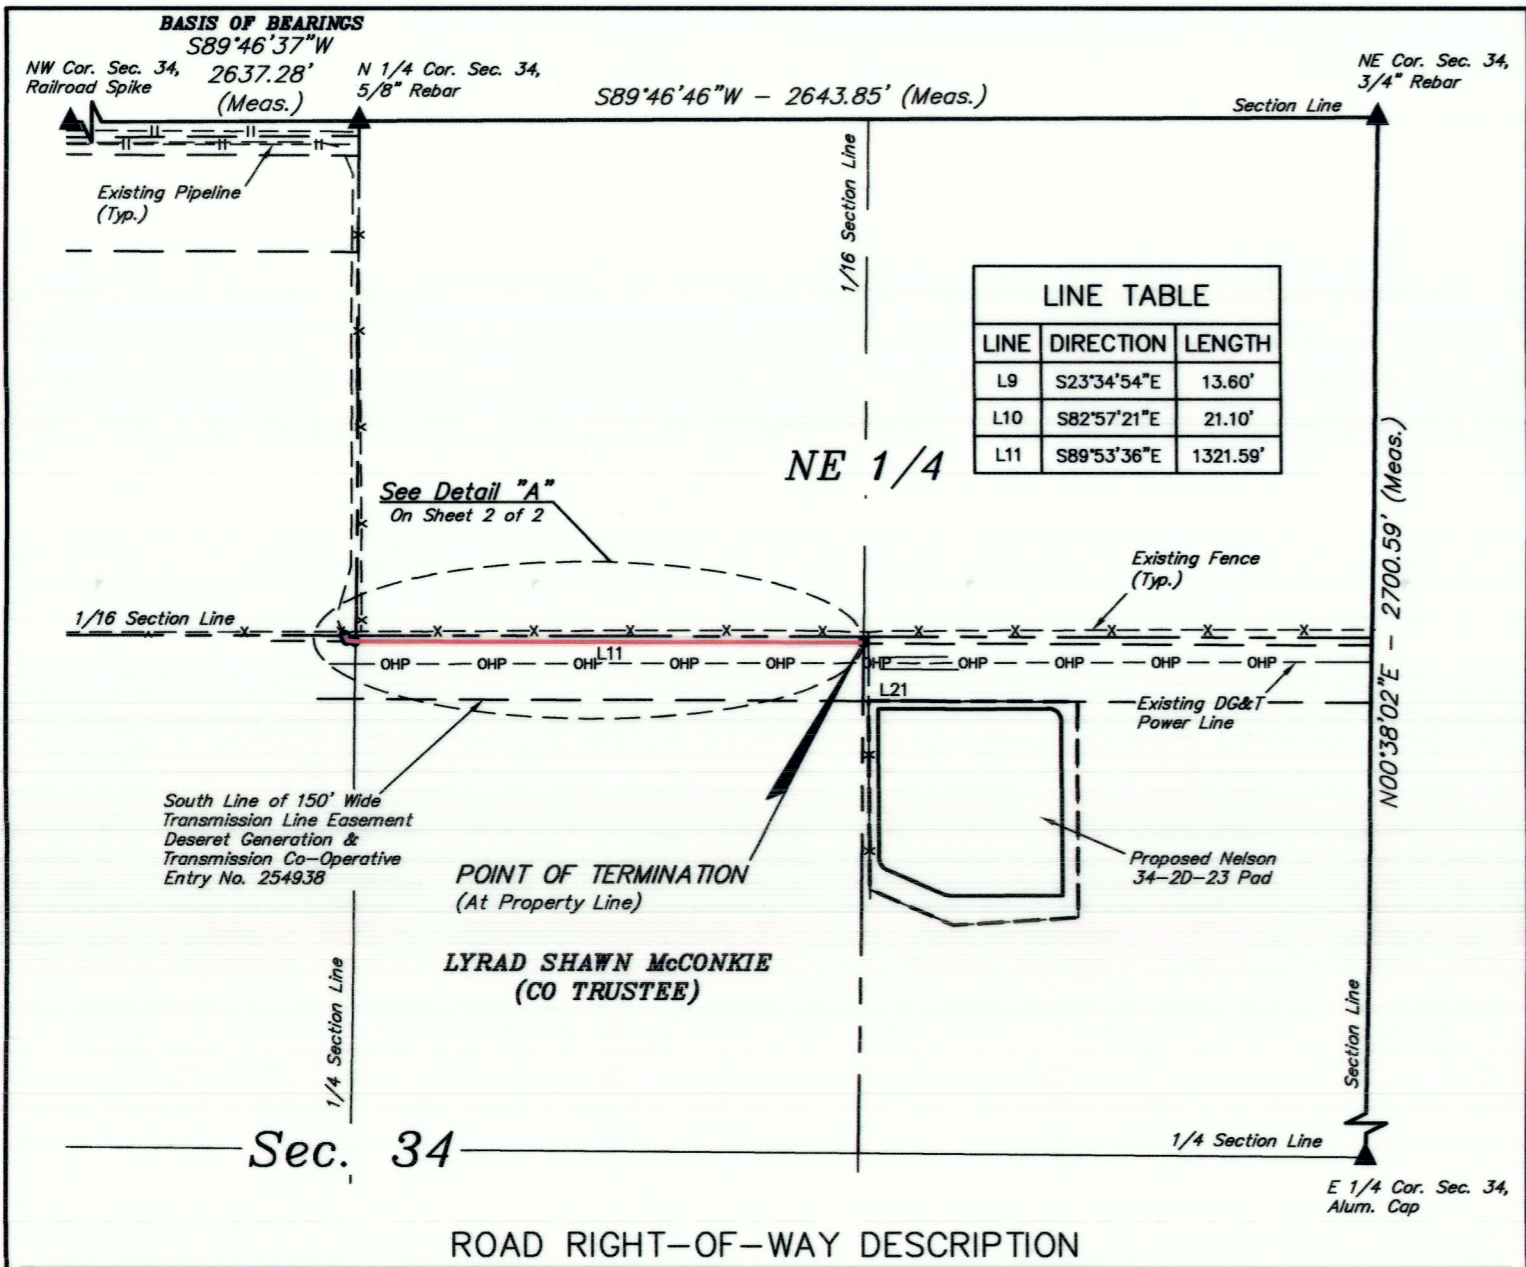 BASIS OF BEARINGS
S89°46'37"W
2637.28'
(Meas.)
NW Cor. Sec. 34,
Railroad Spike
N 1/4 Cor. Sec. 34,
5/8" Rebar
S89°46'46"W - 2643.85' (Meas.)
NE Cor. Sec. 34,
3/4" Rebar
Section Line
Existing Pipeline
(Typ.)
1/16 Section Line
LINE TABLE
LINE DIRECTION LENGTH
L9 S23°34'54"E 13.60'
L10 S82°57'21"E 21.10'
L11 S89°53'36"E 1321.59'
NE 1/4
See Detail "A"
On Sheet 2 of 2
N00°38'02"E - 2700.59' (Meas.)
Existing Fence
(Typ.)
1/16 Section Line
L11
OHP OHP OHP OHP OHP OHP OHP OHP OHP OHP
L21
Existing DG&T
Power Line
South Line of 150' Wide
Transmission Line Easement
Deseret Generation &
Transmission Co-Operative
Entry No. 254938
POINT OF TERMINATION
(At Property Line)
Proposed Nelson
34-2D-23 Pad
LYRAD SHAWN McCONKIE
(CO TRUSTEE)
1/4 Section Line
Section Line
Sec. 34
1/4 Section Line
E 1/4 Cor. Sec. 34,
Alum. Cap
ROAD RIGHT-OF-WAY DESCRIPTION